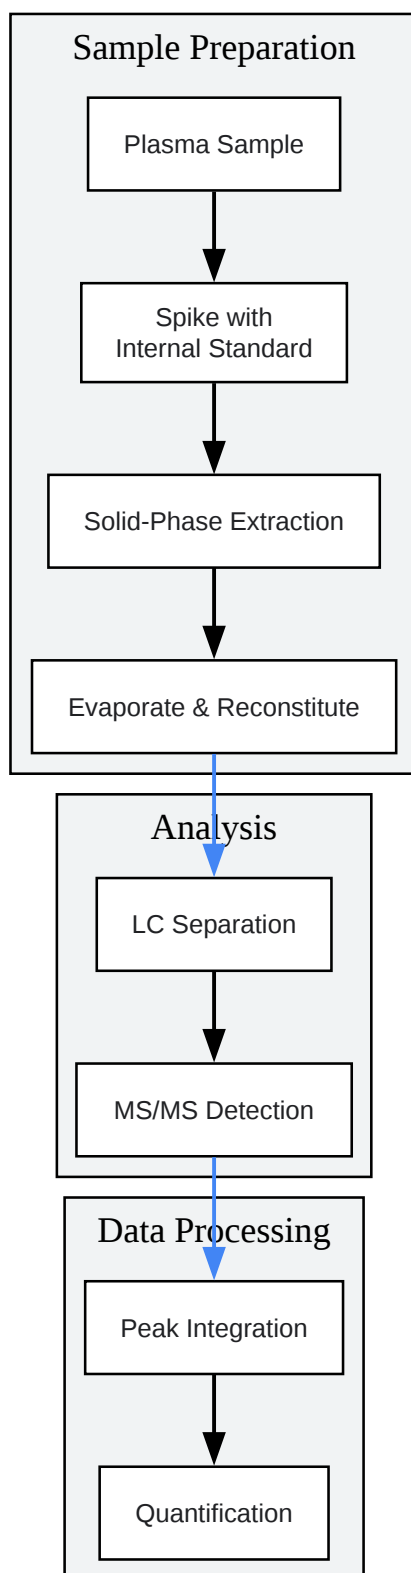 Sample Preparation
Plasma Sample
Spike with
Internal Standard
Solid-Phase Extraction
Evaporate & Reconstitute
Analysis
LC Separation
MS/MS Detection
Data Processing
Peak Integration
Quantification